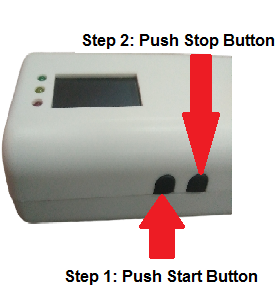 Step 2: Push Stop Button
Step 1: Push Start Button